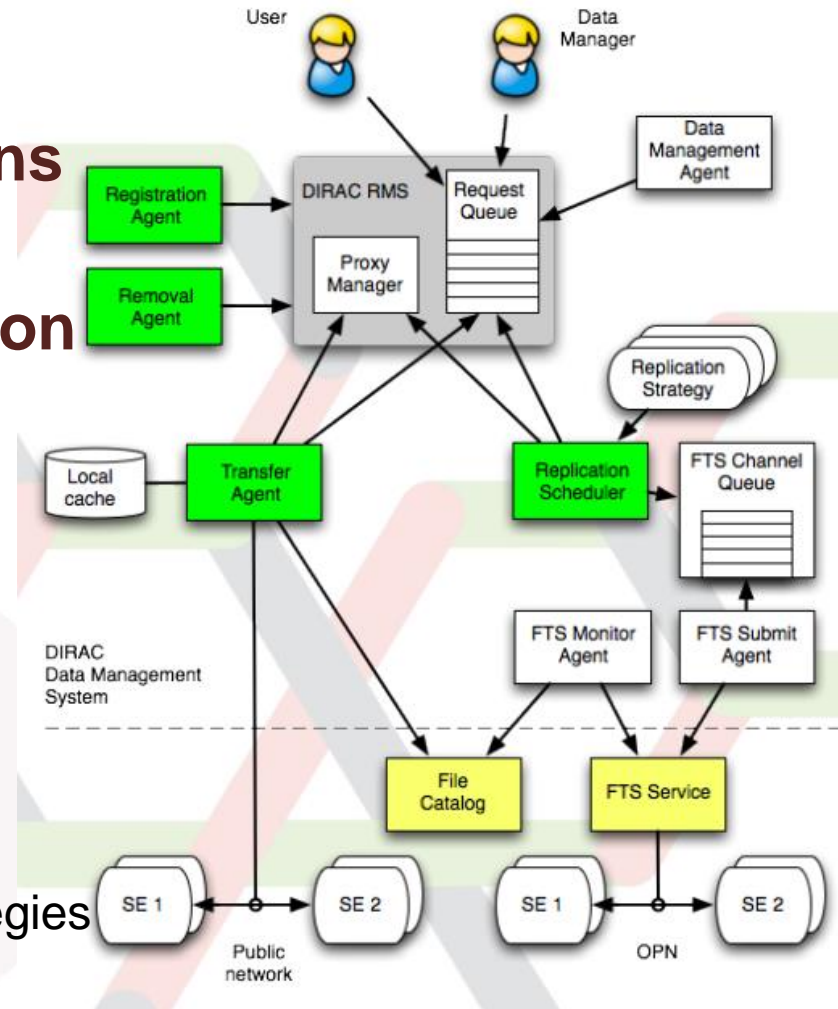 User
Data
Manager
ns
Data
Management
Agent
Registration
Agent
DIRAC RMS
Request
Queue
Proxy
Manager
Removal
Agent
on
Replication
Strategy
Local
cache
Transfer
Agent
Replication
Scheduler
FTS Channel
Queue
FTS Monitor
Agent
FTS Submit
Agent
DIRAC
Data Management
System
File
Catalog
FTS Service
egies
SE 1
SE 2
SE 1
SE 2
Public
network
OPN